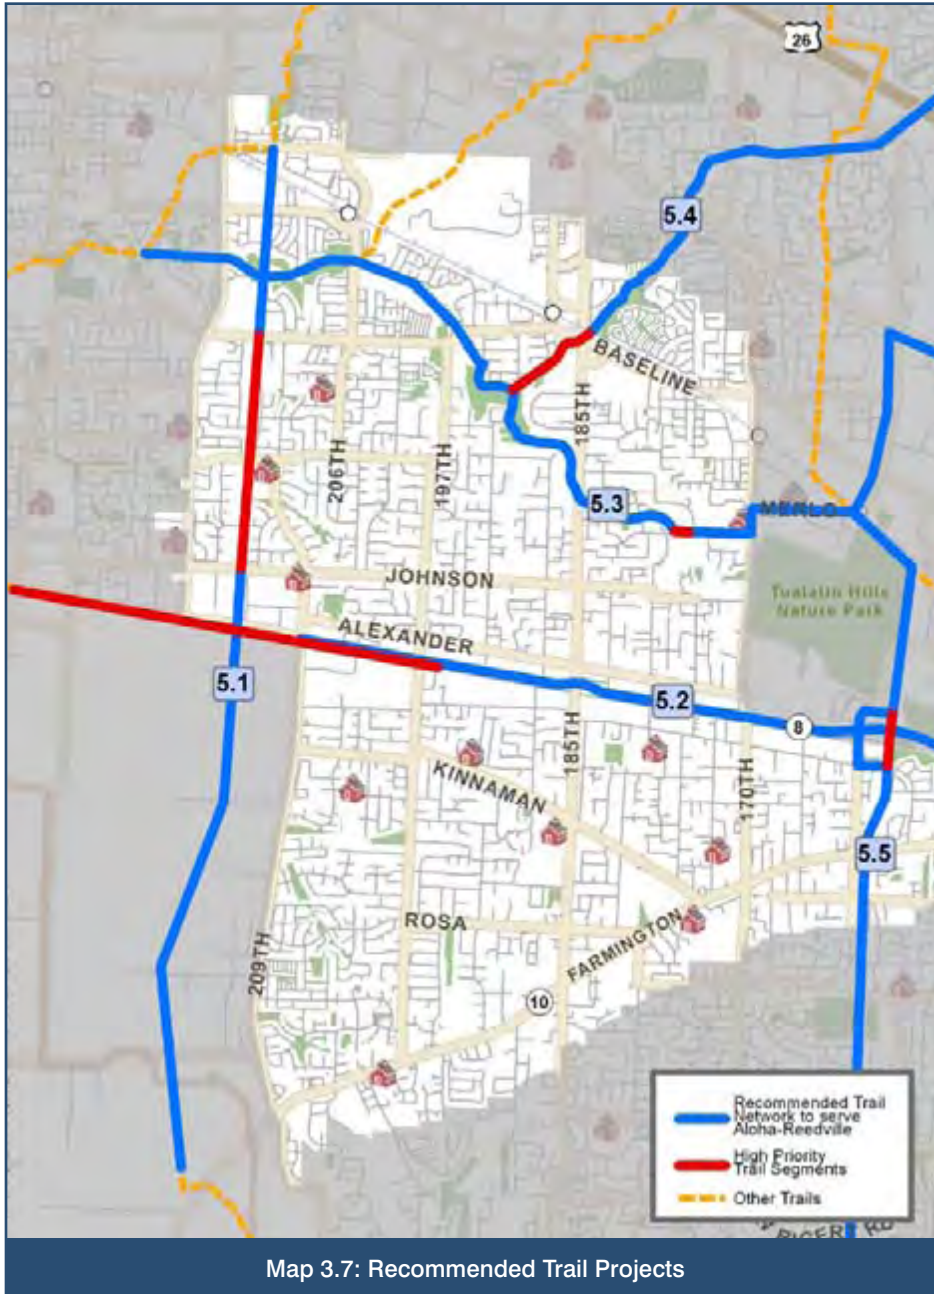 26
5.4
BASELINE
185TH
206TH
197TH
5.3
MERLO
JOHNSON
Tualatin Hills
Nature Park
ALEXANDER
5.1
5.2
8
185TH
KINNAMAN
170TH
5.5
ROSA
FARMINGTON
209TH
10
Recommended Trail
Network to serve
Aloha-Reedville
High Priority
Trail Segments
Other Trails
RD
Map 3.7: Recommended Trail Projects